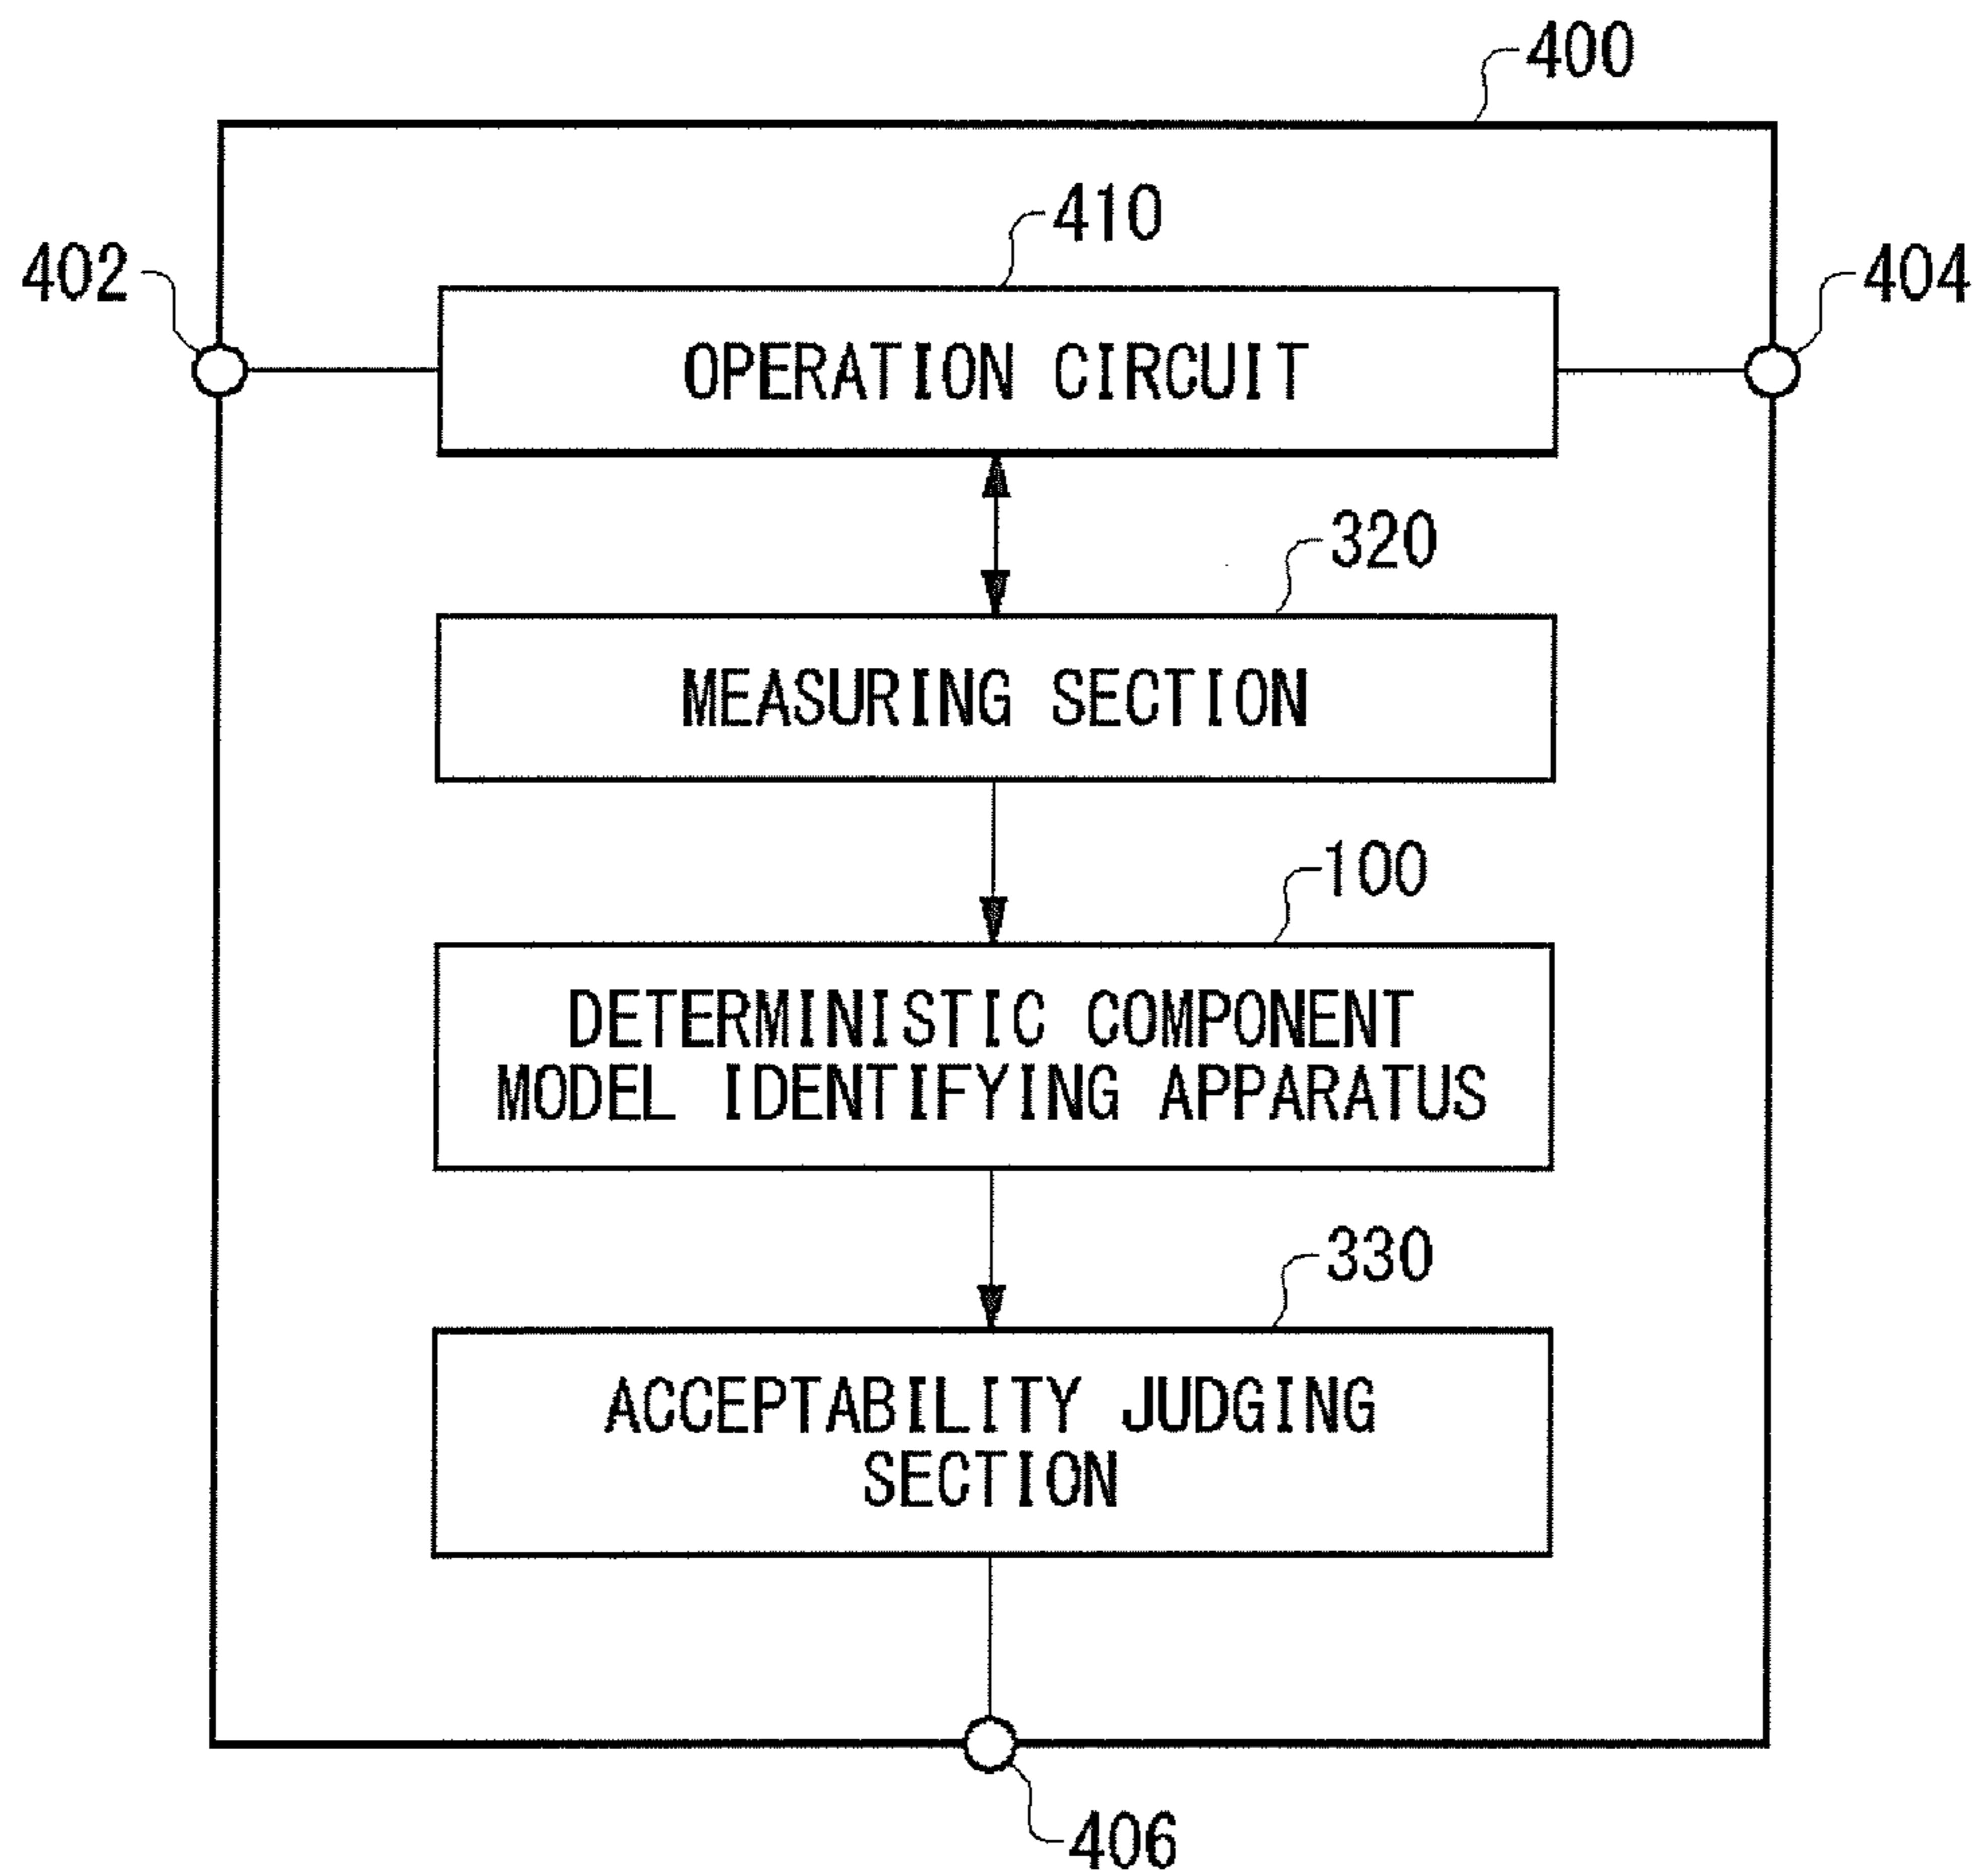 400
410
402
404
OPERATION CIRCUIT
320
MEASURING SECTION
100
DETERMINISTIC COMPONENT
MODEL IDENTIFYING APPARATUS
330
ACCEPTABILITY JUDGING
SECTION
406